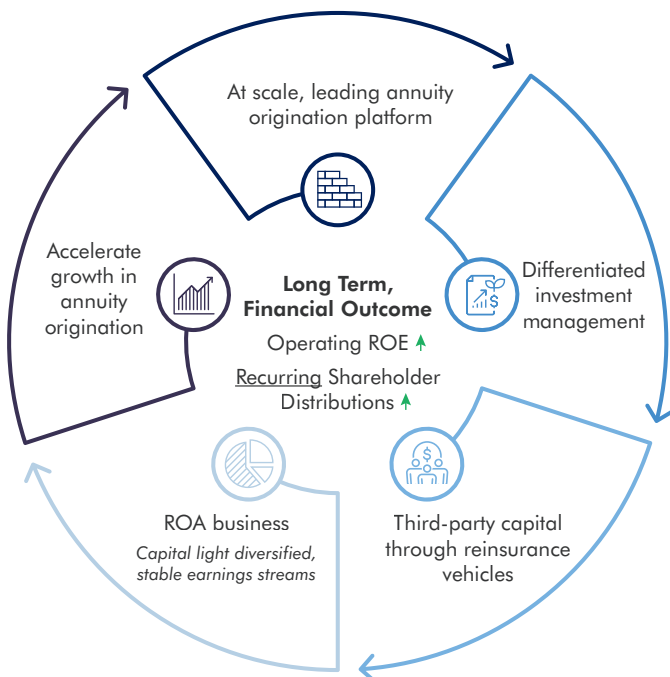 At scale, leading annuity
origination platform
Differentiated
investment
management
Third-party capital
through reinsurance
vehicles
ROA business
Capital light diversified,
stable earnings streams
Accelerate
growth in
annuity
origination
Long Term,
Financial Outcome
Operating ROE
Recurring Shareholder
Distributions
$
$